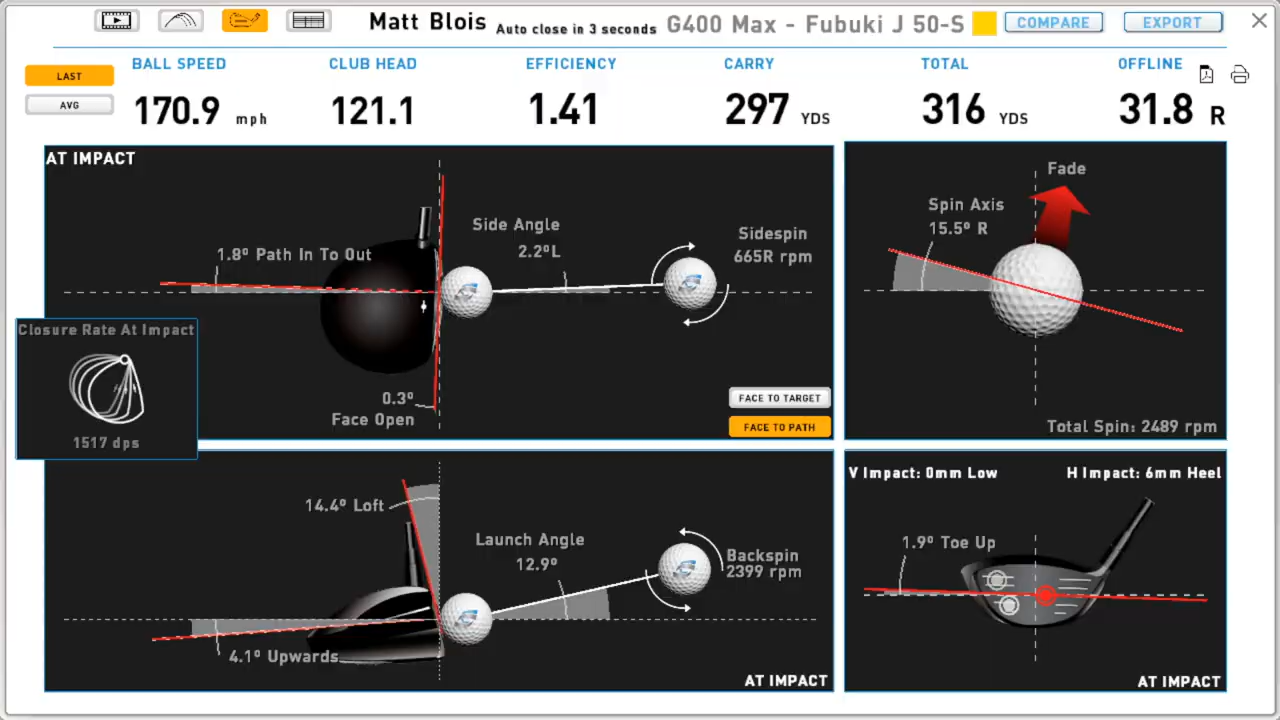 Matt Blois Auto close in 3 seconds G400 Max - Fubuki J 50-S COMPARE EXPORT
LAST
AVG
BALL SPEED CLUB HEAD EFFICIENCY CARRY TOTAL OFFLINE
170.9 mph 121.1 1.41 297 YDS 316 YDS 31.8 R
AT IMPACT
Side Angle
2.2ºL
Sidespin
665R rpm
1.8º Path In To Out
0.3º
Face Open
FACE TO TARGET
FACE TO PATH
Closure Rate At Impact
1517 dps
Fade
Spin Axis
15.5º R
Total Spin: 2489 rpm
14.4º Loft
Launch Angle
12.9º
Backspin
2399 rpm
4.1º Upwards
AT IMPACT
V Impact: 0mm Low H Impact: 6mm Heel
1.9º Toe Up
AT IMPACT